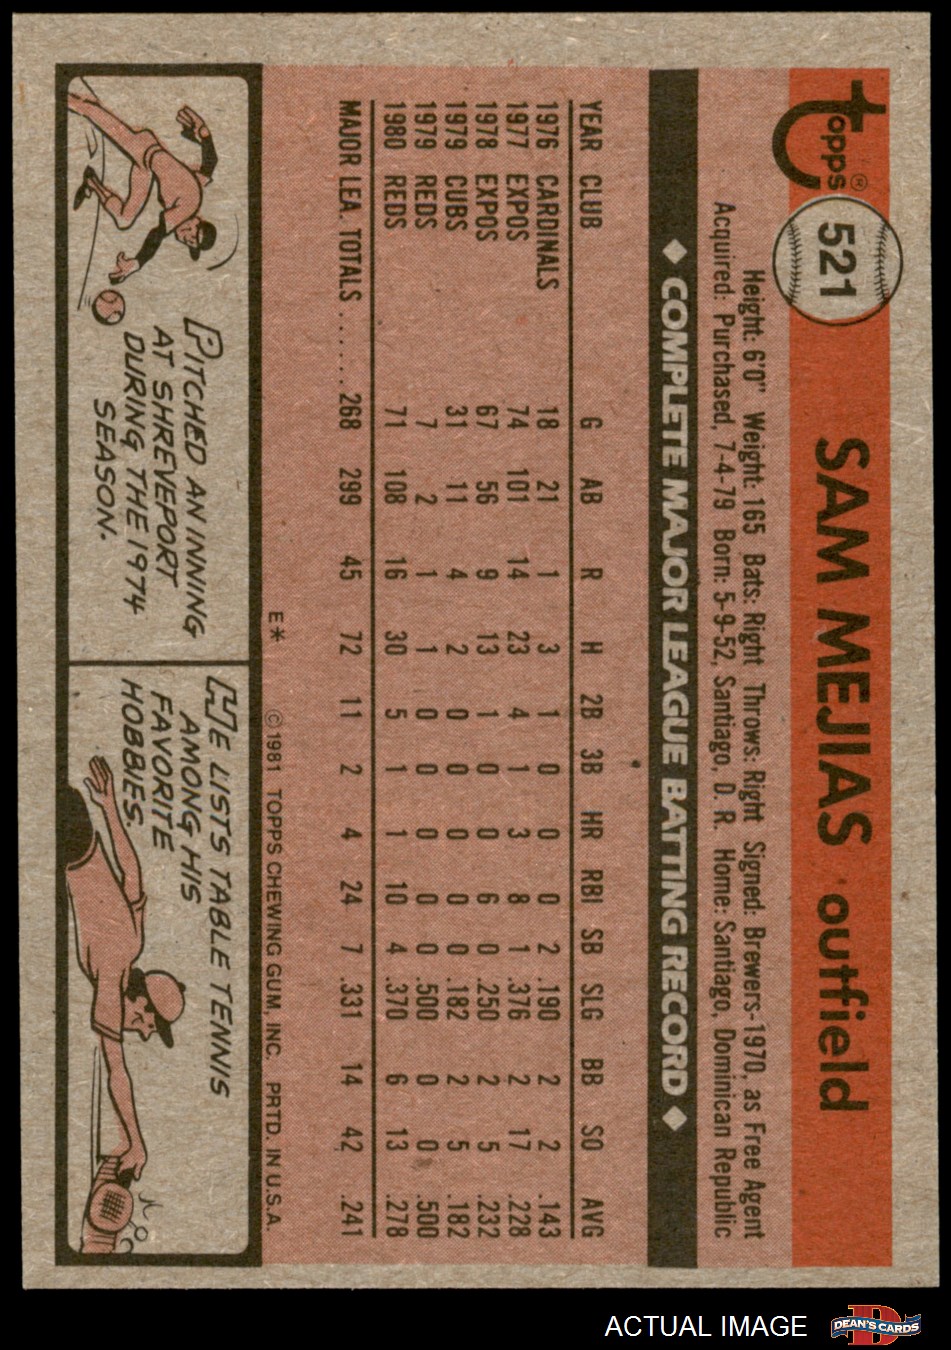 topps®
521
SAM MEJIAS outfield
Height: 6'0" Weight: 165 Bats: Right Throws: Right Signed: Brewers-1970, as Free Agent
Acquired: Purchased, 7-4-79 Born: 5-9-52, Santiago, D. R. Home: Santiago, Dominican Republic
◆ COMPLETE MAJOR LEAGUE BATTING RECORD ◆
YEAR CLUB G AB R H 2B 3B HR RBI SB SLG BB SO AVG
1976 CARDINALS 18 21 1 3 1 0 0 0 2 .190 2 2 .143
1977 EXPOS 74 101 14 23 4 1 3 8 1 .376 2 17 .228
1978 EXPOS 67 56 9 13 1 0 0 6 0 .250 2 5 .232
1979 CUBS 31 11 4 2 0 0 0 0 0 .182 2 5 .182
1979 REDS 7 2 1 1 0 0 0 0 0 .500 0 0 .500
1980 REDS 71 108 16 30 5 1 1 10 4 .370 6 13 .278
MAJOR LEA. TOTALS......268 299 45 72 11 2 4 24 7 .331 14 42 .241
E* ©1981 TOPPS CHEWING GUM, INC. PRTD. IN U.S.A.
PITCHED AN INNING
AT SHREVEPORT
DURING THE 1974
SEASON.
HE LISTS TABLE TENNIS
AMONG HIS
FAVORITE
HOBBIES.
ACTUAL IMAGE
DEAN'S CARDS